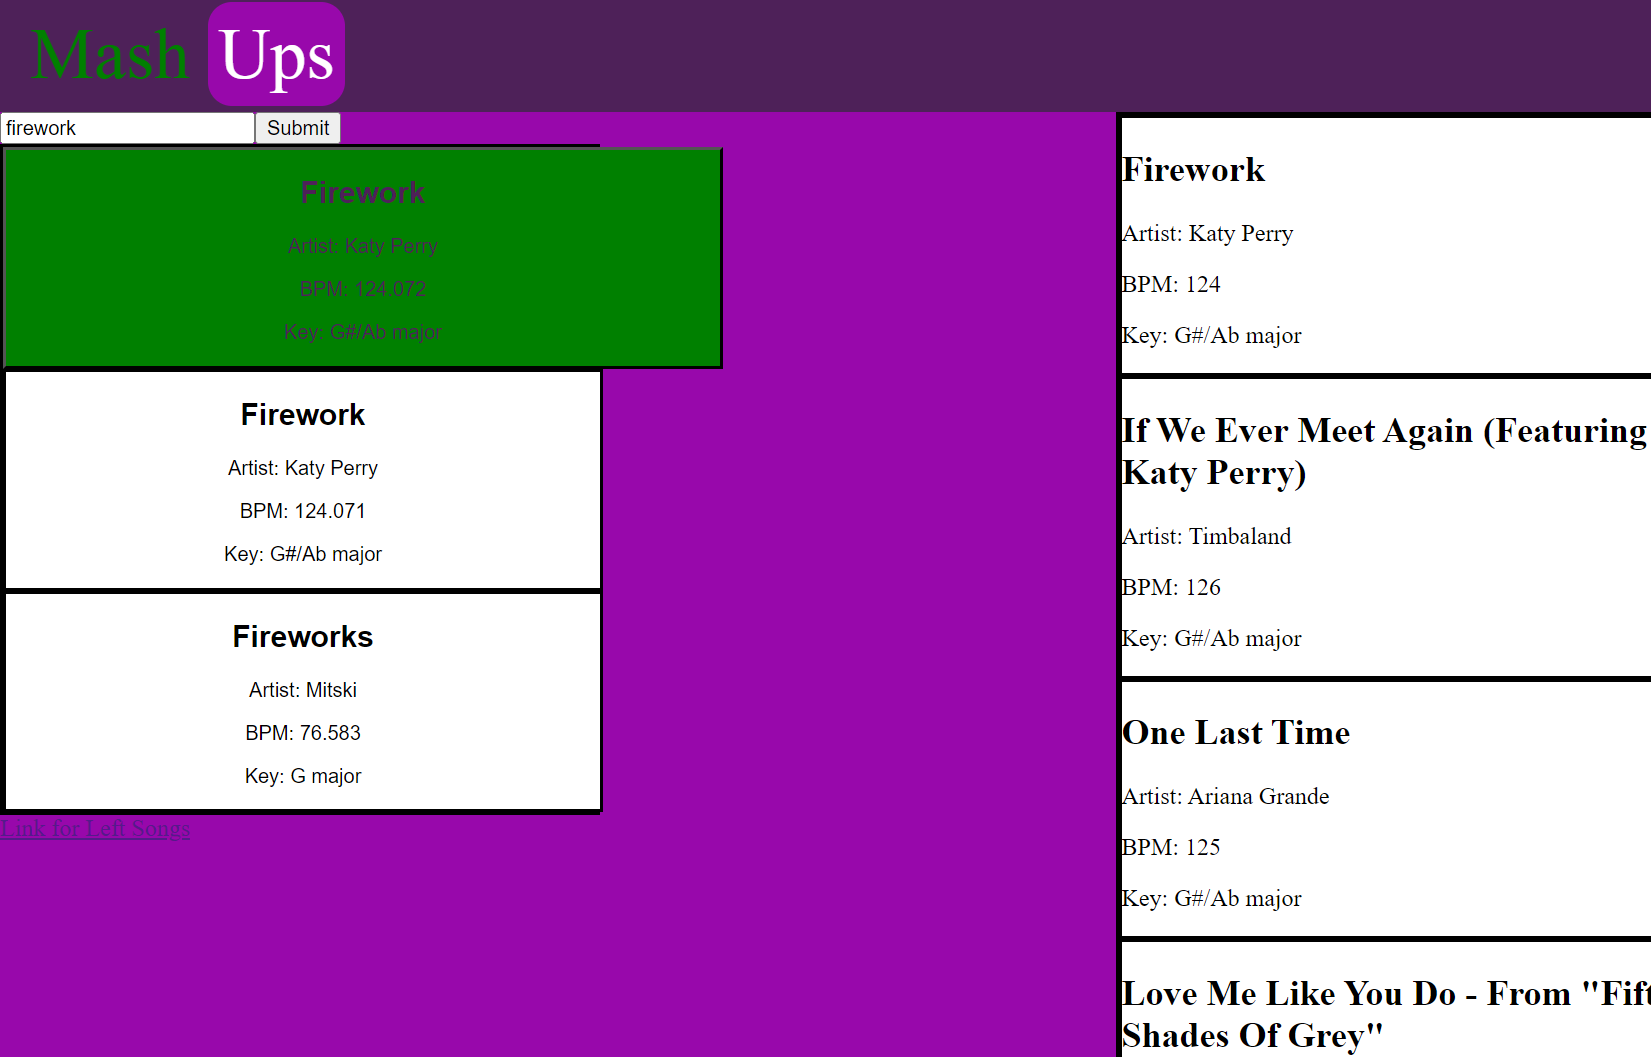 Mash Ups
firework
Submit
Firework
Artist: Katy Perry
BPM: 124.072
Key: G#/Ab major
Firework
Artist: Katy Perry
BPM: 124.071
Key: G#/Ab major
Fireworks
Artist: Mitski
BPM: 76.583
Key: G major
Link for Left Songs
Firework
Artist: Katy Perry
BPM: 124
Key: G#/Ab major
If We Ever Meet Again (Featuring
Katy Perry)
Artist: Timbaland
BPM: 126
Key: G#/Ab major
One Last Time
Artist: Ariana Grande
BPM: 125
Key: G#/Ab major
Love Me Like You Do - From "Fift
Shades Of Grey"